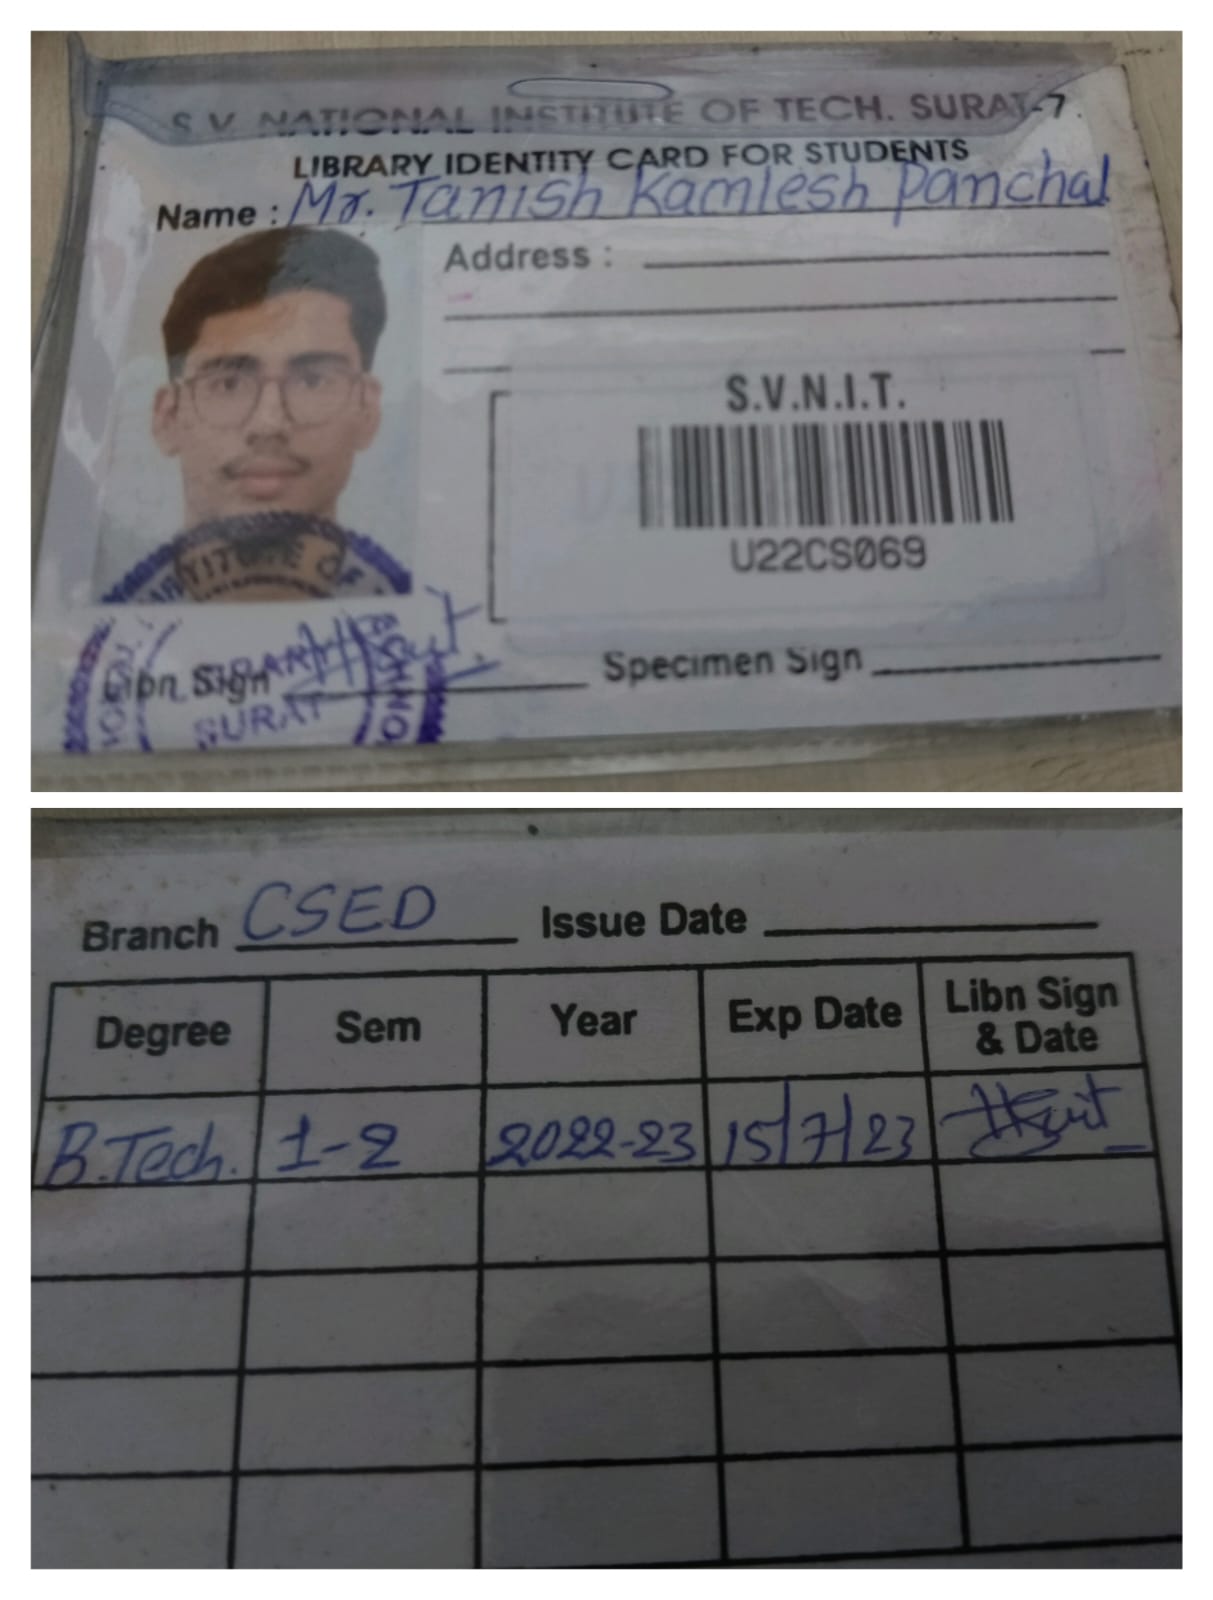 S.V. NATIONAL INSTITUTE OF TECH. SURAT-7.
LIBRARY IDENTITY CARD FOR STUDENTS
Name : Mr. Tanish Kamlesh Panchal
Address :
S.V.N.I.T.
U22CS069
Libn Sign
Specimen Sign
LIBRARY
SURAT
Branch CSED Issue Date
Degree Sem Year Exp Date Libn Sign & Date
B.Tech. 1-2 2022-23 15/7/23